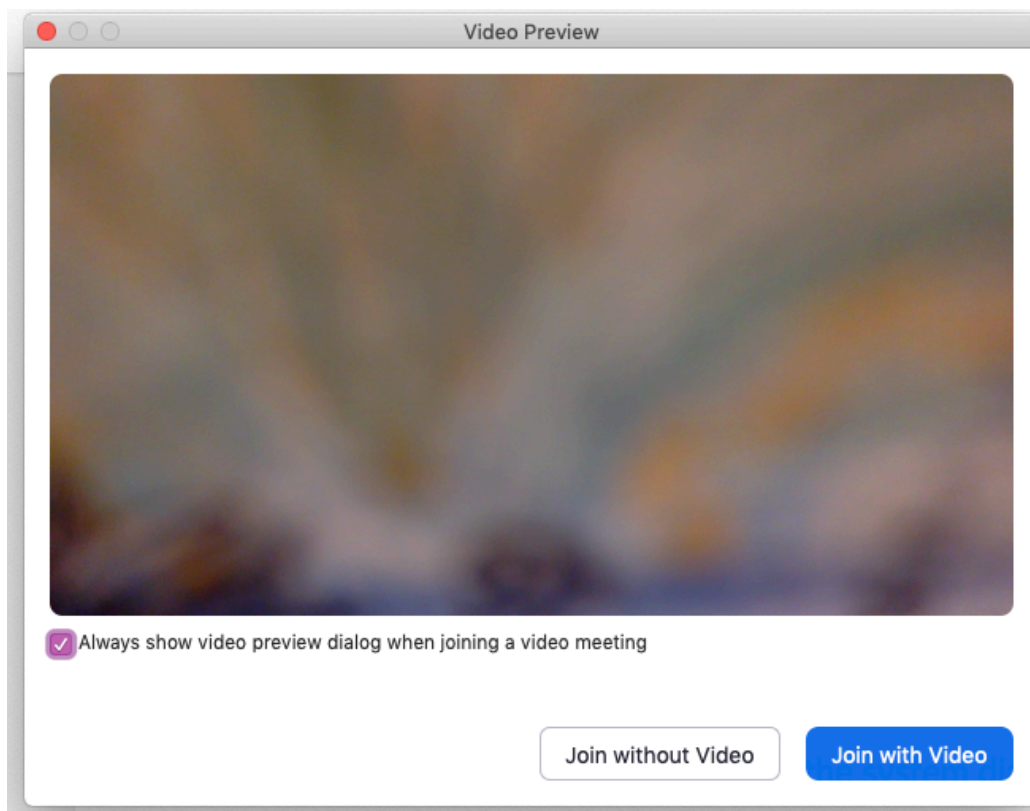 Video Preview
Always show video preview dialog when joining a video meeting
Join without Video
Join with Video